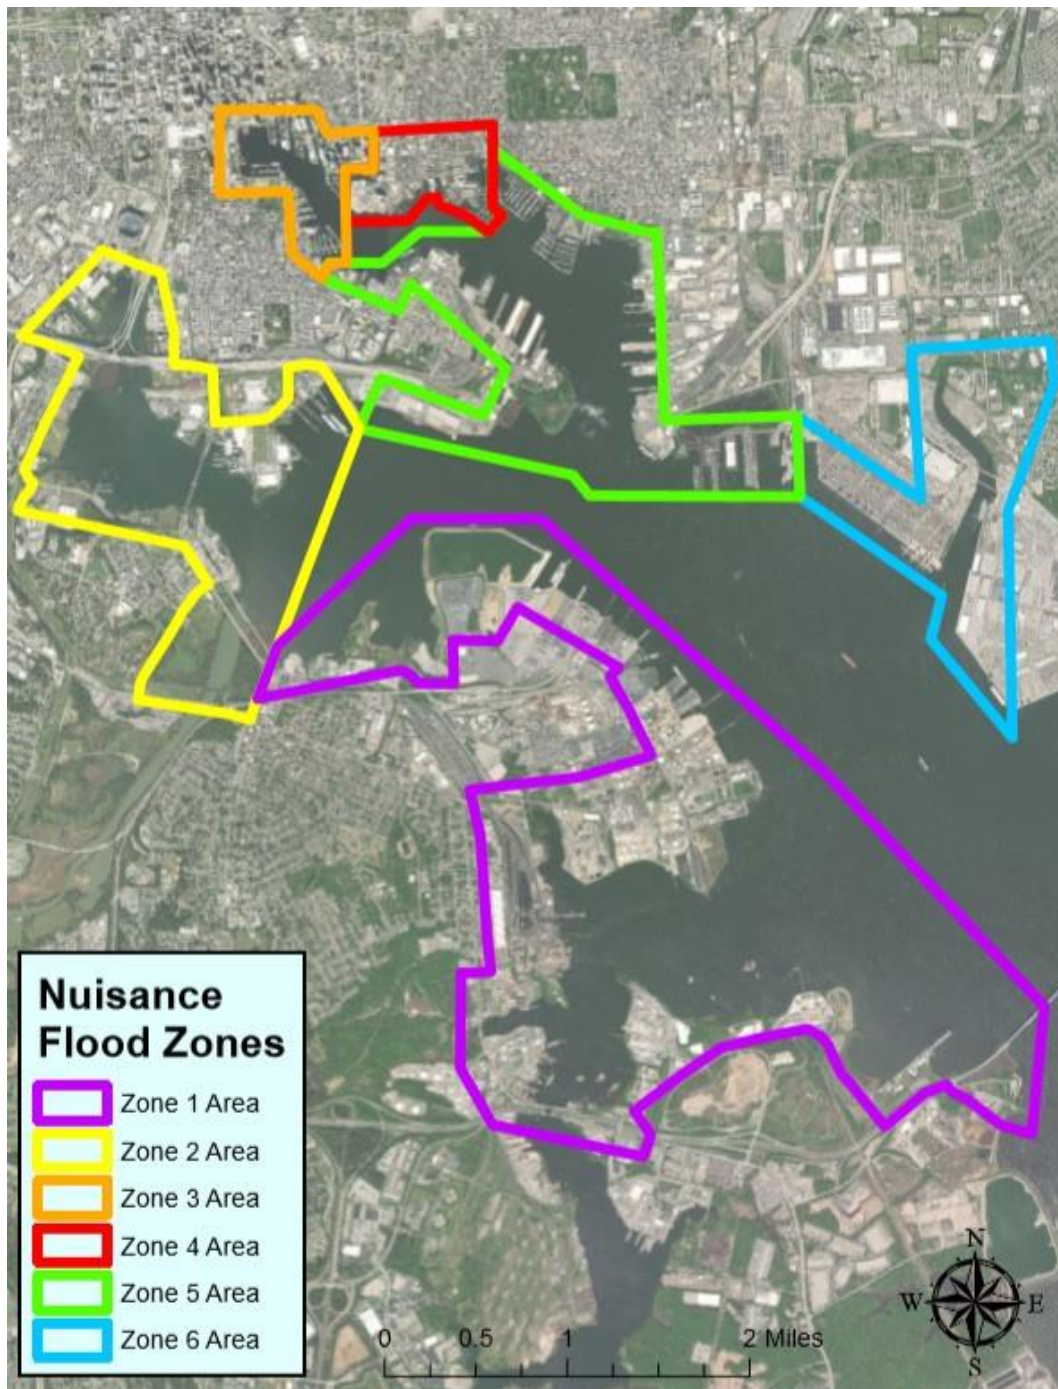 Nuisance
Flood Zones
Zone 1 Area
Zone 2 Area
Zone 3 Area
Zone 4 Area
Zone 5 Area
Zone 6 Area
0 0.5 1 2 Miles
N
W E
S